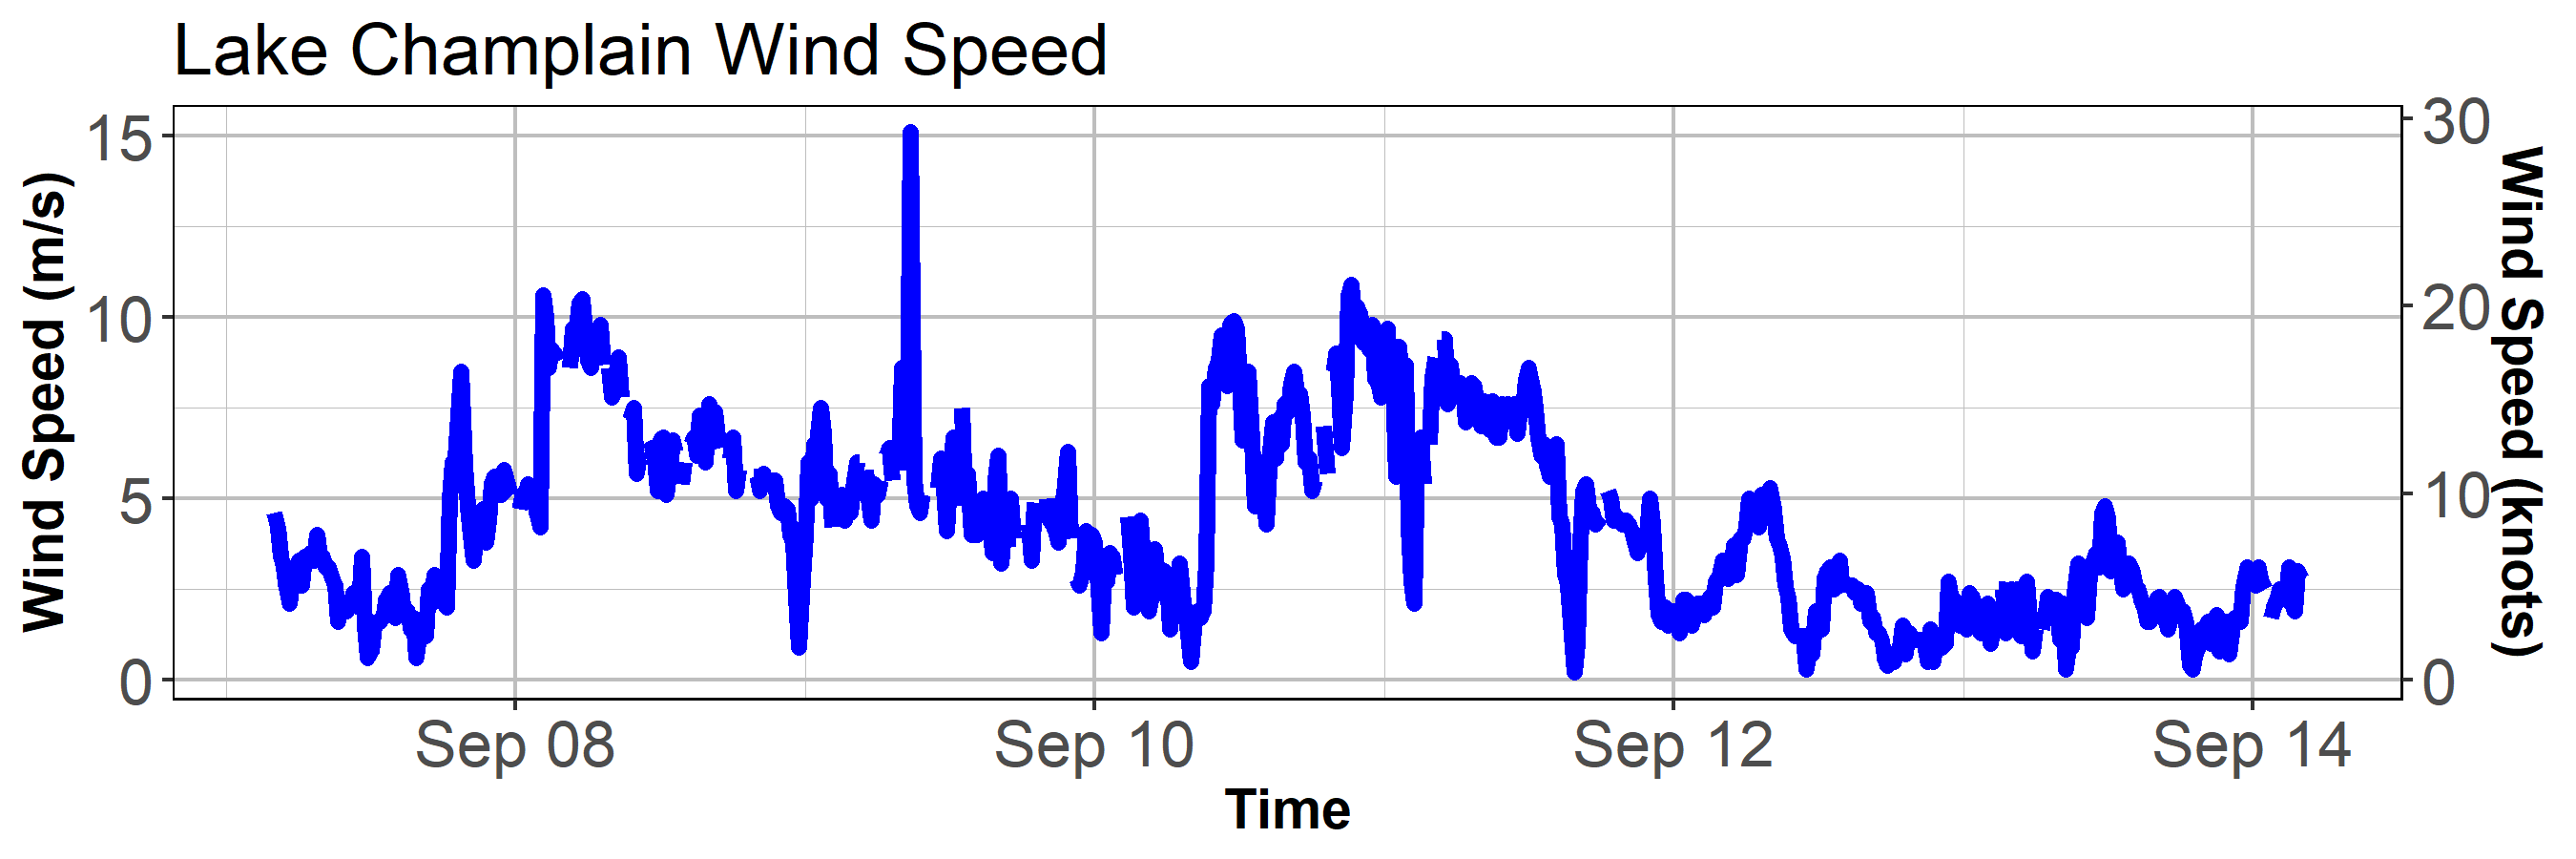 Lake Champlain Wind Speed
Wind Speed (m/s)
15
10
5
0
30
20
10
0
Wind Speed (knots)
Sep 08
Sep 10
Sep 12
Sep 14
Time